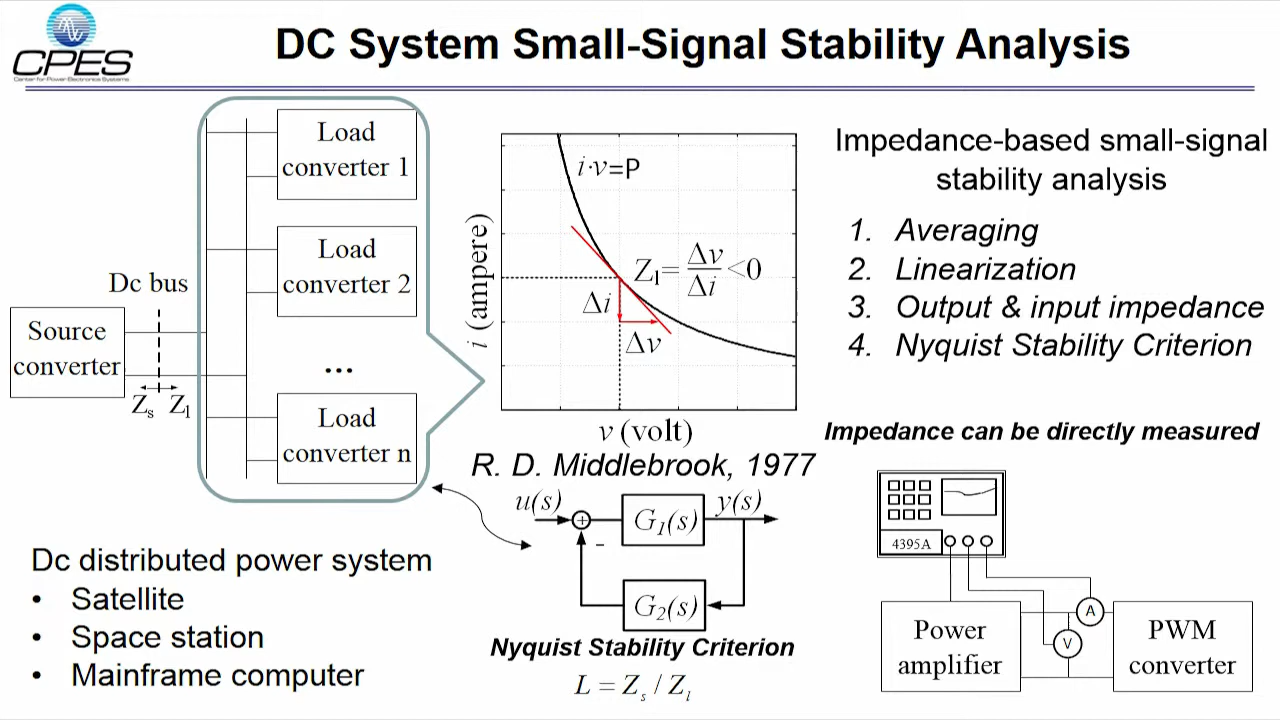 CPES
Center for Power Electronics Systems
DC System Small-Signal Stability Analysis
Load
converter 1
Load
converter 2
...
Load
converter n
Dc bus
Source
converter
Zs Zl
i·v=P
Zl=Δv/Δi<0
Δi
Δv
i (ampere)
v (volt)
R. D. Middlebrook, 1977
u(s)
+
-
G1(s)
y(s)
G2(s)
Nyquist Stability Criterion
L = Zs / Zl
Dc distributed power system
• Satellite
• Space station
• Mainframe computer
Impedance-based small-signal
stability analysis
1. Averaging
2. Linearization
3. Output & input impedance
4. Nyquist Stability Criterion
Impedance can be directly measured
4395A
A
V
Power
amplifier
PWM
converter